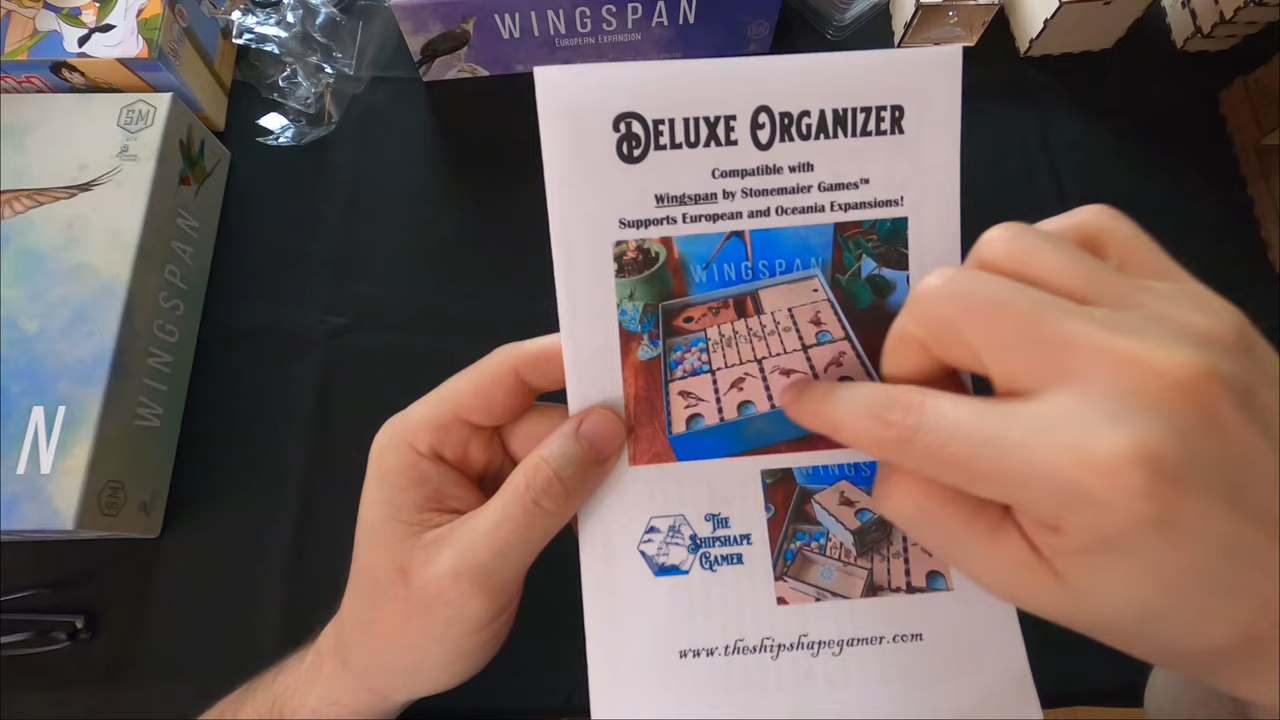 WINGSPAN
EUROPEAN EXPANSION
SM
WINGSPAN
N
SM
DELUXE ORGANIZER
Compatible with
Wingspan by Stonemaier Games™
Supports European and Oceania Expansions!
WINGSPAN
WINGS
THE
SHIPSHAPE
GAMER
www.theshipshapegamer.com